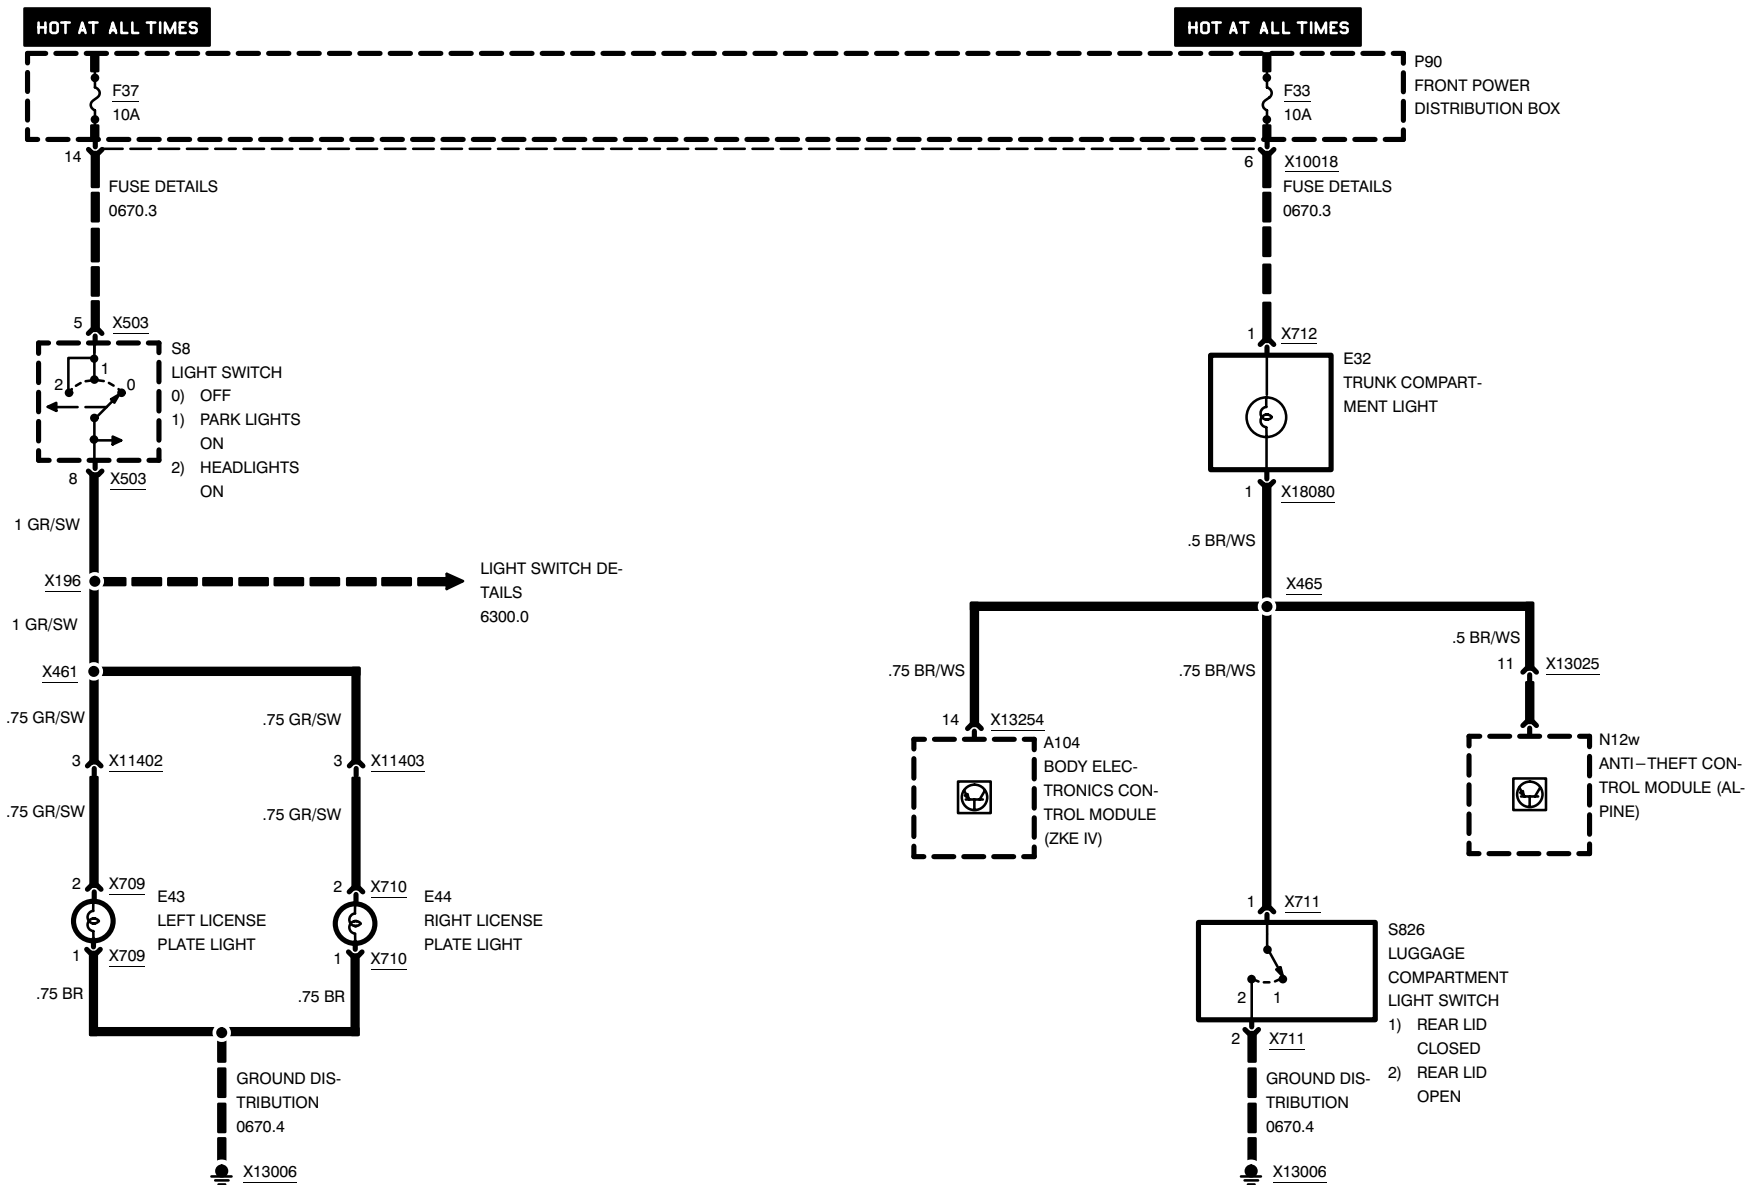 HOT AT ALL TIMES
HOT AT ALL TIMES
P90
FRONT POWER
DISTRIBUTION BOX
F37
10A
F33
10A
14
6
X10018
FUSE DETAILS
0670.3
FUSE DETAILS
0670.3
5
X503
S8
LIGHT SWITCH
0) OFF
1) PARK LIGHTS
ON
2) HEADLIGHTS
ON
1
2
0
8
X503
1 GR/SW
X196
LIGHT SWITCH DE-
TAILS
6300.0
1 GR/SW
X461
.75 GR/SW
.75 GR/SW
3
X11402
3
X11403
.75 GR/SW
.75 GR/SW
2
X709
E43
LEFT LICENSE
PLATE LIGHT
2
X710
E44
RIGHT LICENSE
PLATE LIGHT
1
X709
1
X710
.75 BR
.75 BR
GROUND DIS-
TRIBUTION
0670.4
X13006
1
X712
E32
TRUNK COMPART-
MENT LIGHT
1
X18080
.5 BR/WS
X465
.75 BR/WS
.75 BR/WS
.5 BR/WS
11
X13025
14
X13254
A104
BODY ELEC-
TRONICS CON-
TROL MODULE
(ZKE IV)
N12w
ANTI–THEFT CON-
TROL MODULE (AL-
PINE)
1
X711
S826
LUGGAGE
COMPARTMENT
LIGHT SWITCH
1) REAR LID
CLOSED
2) REAR LID
OPEN
2
1
2
X711
GROUND DIS-
TRIBUTION
0670.4
X13006